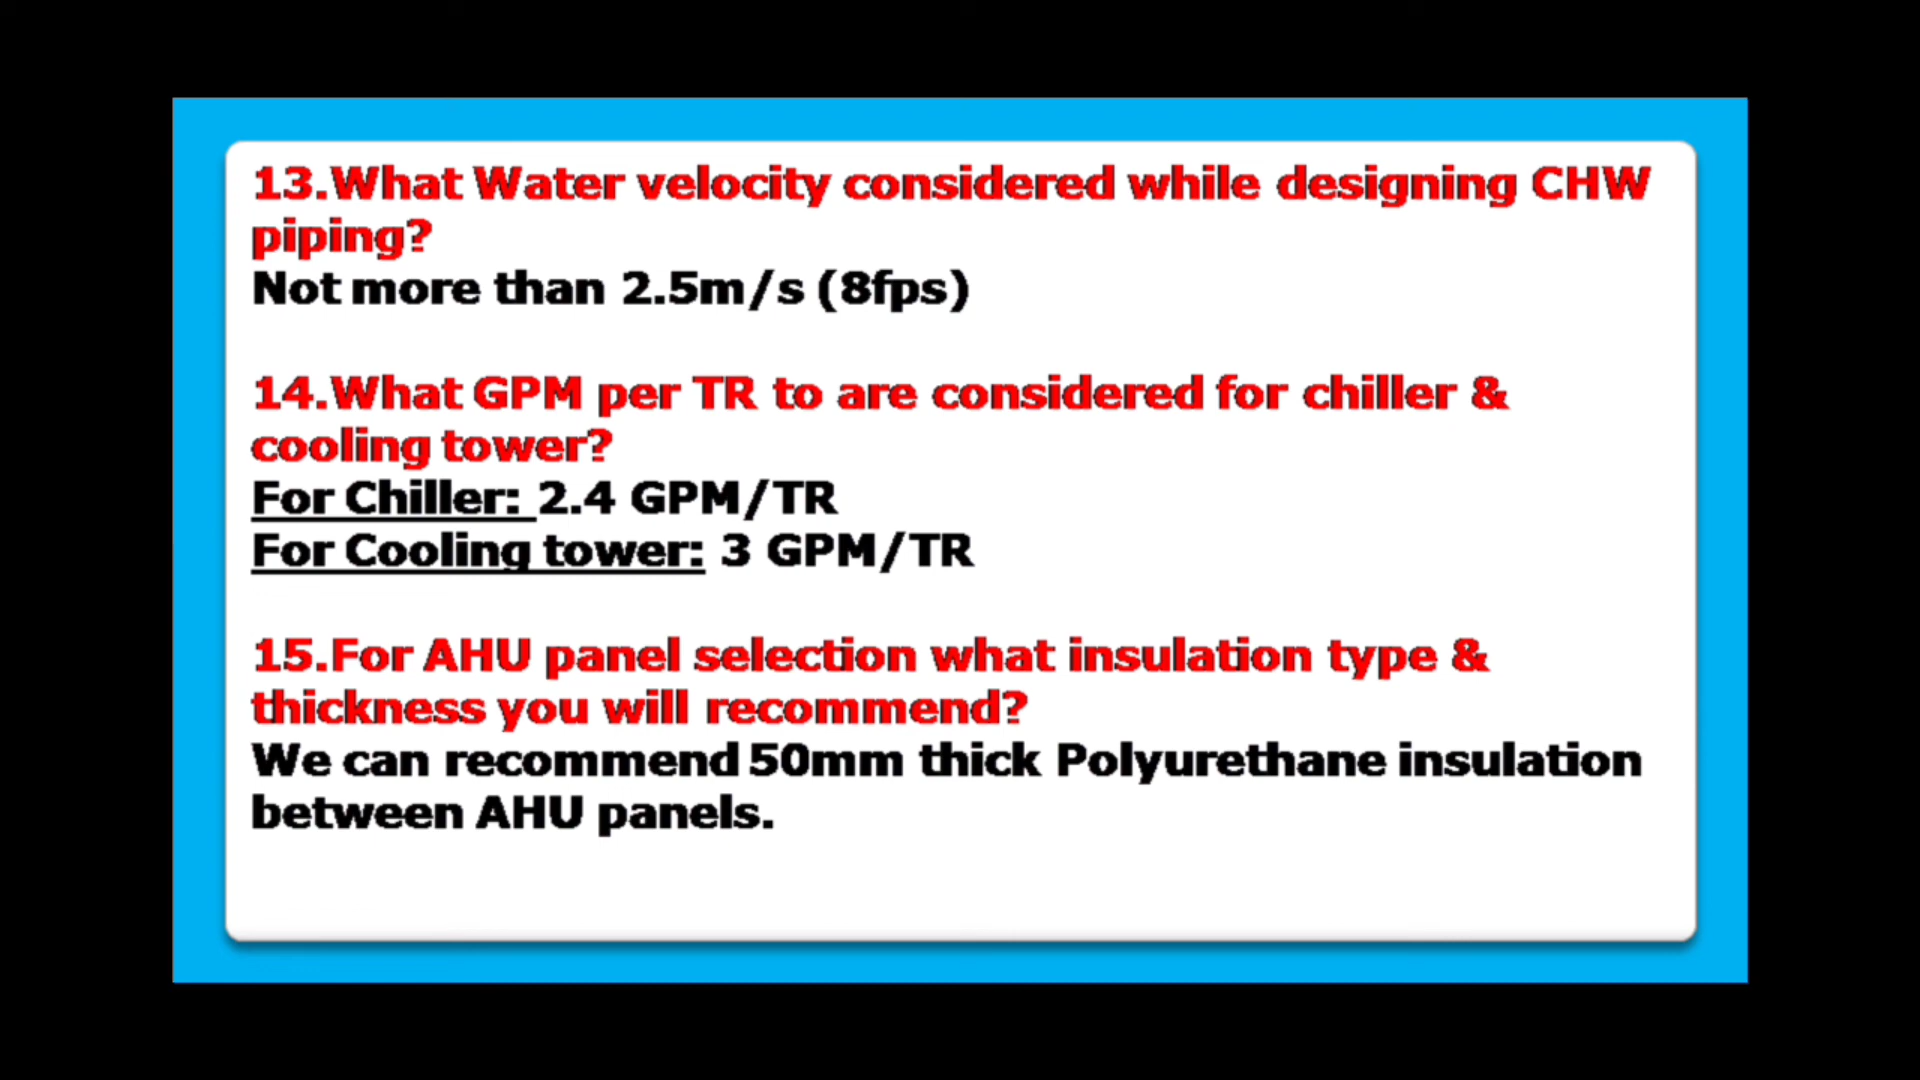 13.What Water velocity considered while designing CHW
piping?
Not more than 2.5m/s (8fps)
14.What GPM per TR to are considered for chiller &
cooling tower?
For Chiller: 2.4 GPM/TR
For Cooling tower: 3 GPM/TR
15.For AHU panel selection what insulation type &
thickness you will recommend?
We can recommend 50mm thick Polyurethane insulation
between AHU panels.